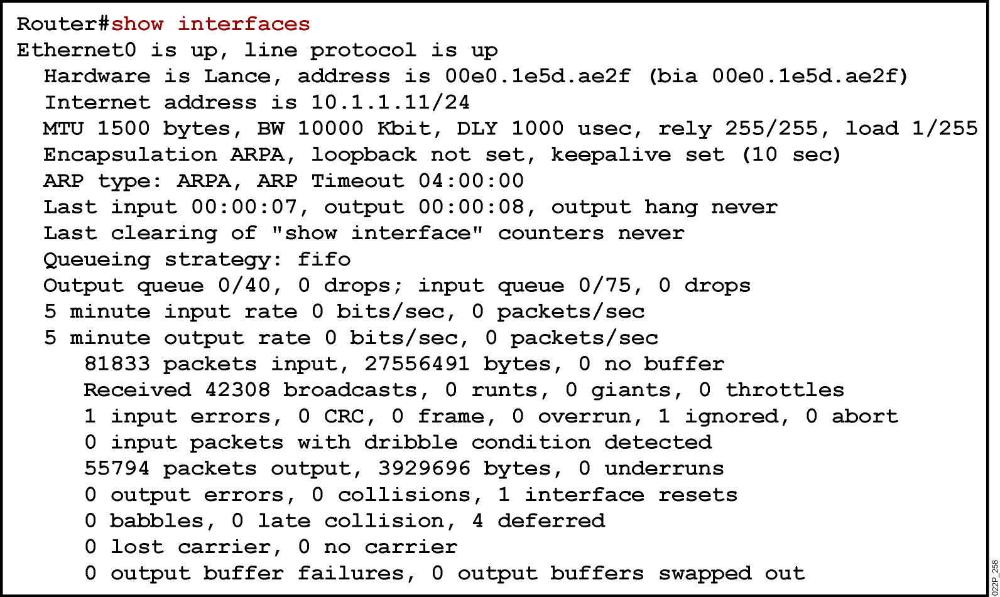 Router#show interfaces
Ethernet0 is up, line protocol is up
Hardware is Lance, address is 00e0.1e5d.ae2f (bia 00e0.1e5d.ae2f)
Internet address is 10.1.1.11/24
MTU 1500 bytes, BW 10000 Kbit, DLY 1000 usec, rely 255/255, load 1/255
Encapsulation ARPA, loopback not set, keepalive set (10 sec)
ARP type: ARPA, ARP Timeout 04:00:00
Last input 00:00:07, output 00:00:08, output hang never
Last clearing of "show interface" counters never
Queueing strategy: fifo
Output queue 0/40, 0 drops; input queue 0/75, 0 drops
5 minute input rate 0 bits/sec, 0 packets/sec
5 minute output rate 0 bits/sec, 0 packets/sec
81833 packets input, 27556491 bytes, 0 no buffer
Received 42308 broadcasts, 0 runts, 0 giants, 0 throttles
1 input errors, 0 CRC, 0 frame, 0 overrun, 1 ignored, 0 abort
0 input packets with dribble condition detected
55794 packets output, 3929696 bytes, 0 underruns
0 output errors, 0 collisions, 1 interface resets
0 babbles, 0 late collision, 4 deferred
0 lost carrier, 0 no carrier
0 output buffer failures, 0 output buffers swapped out
022P_258